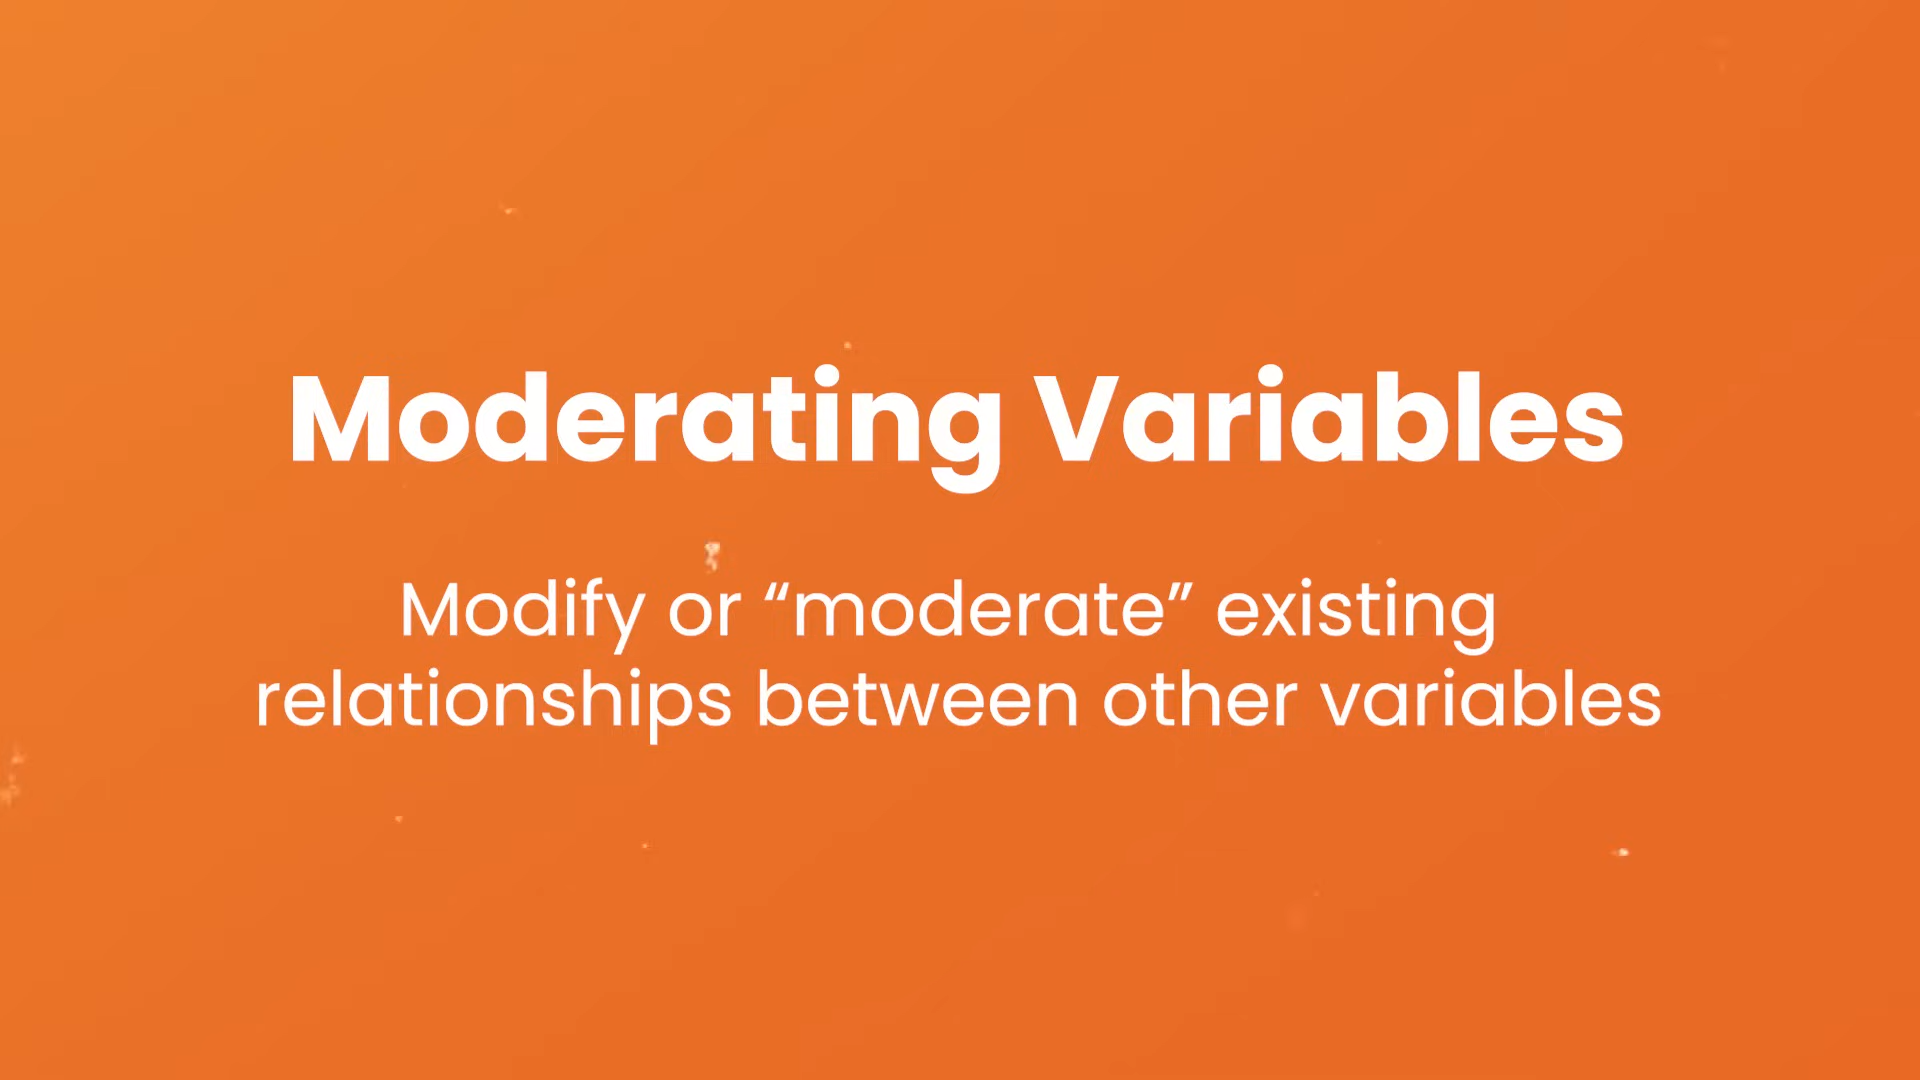 Moderating Variables
Modify or “moderate” existing
relationships between other variables